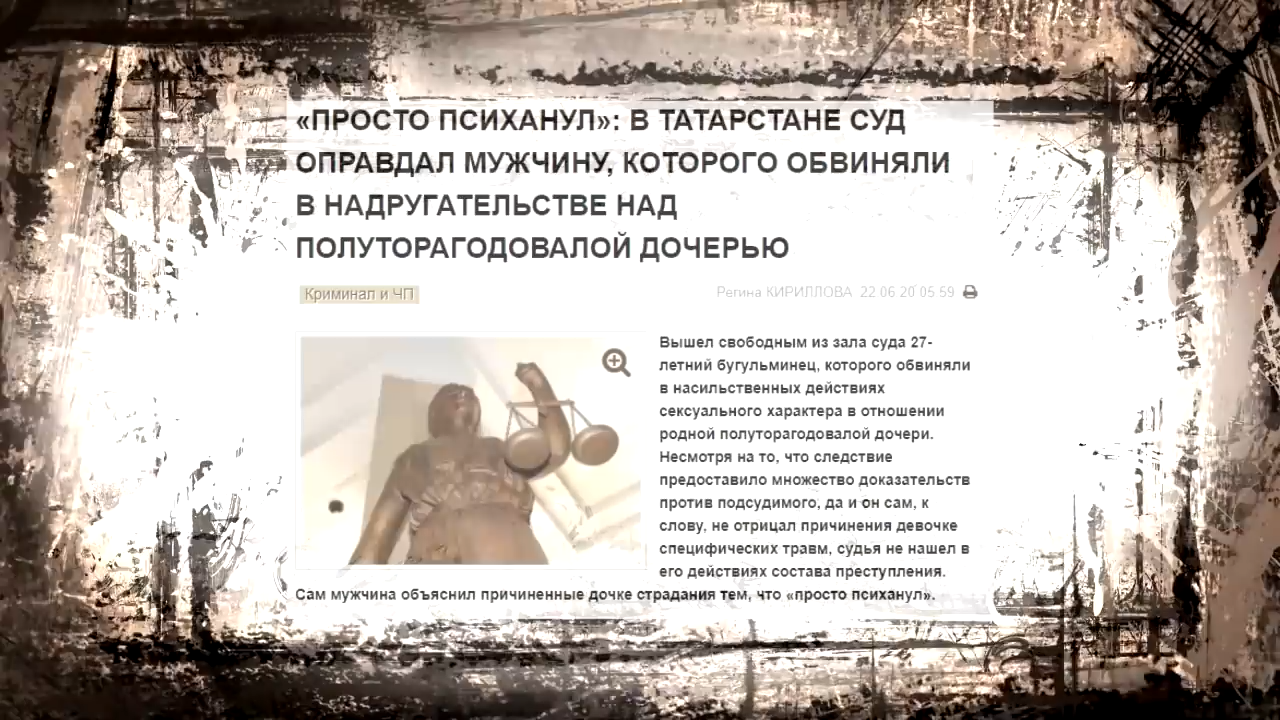 «ПРОСТО ПСИХАНУЛ»: В ТАТАРСТАНЕ СУД
ОПРАВДАЛ МУЖЧИНУ, КОТОРОГО ОБВИНЯЛИ
В НАДРУГАТЕЛЬСТВЕ НАД
ПОЛУТОРАГОДОВАЛОЙ ДОЧЕРЬЮ
Криминал и ЧП
Регина КИРИЛЛОВА 22 06 20 05 59
Вышел свободным из зала суда 27-
летний бугульминец, которого обвиняли
в насильственных действиях
сексуального характера в отношении
родной полуторагодовалой дочери.
Несмотря на то, что следствие
предоставило множество доказательств
против подсудимого, да и он сам, к
слову, не отрицал причинения девочке
специфических травм, судья не нашел в
его действиях состава преступления.
Сам мужчина объяснил причиненные дочке страдания тем, что «просто психанул».